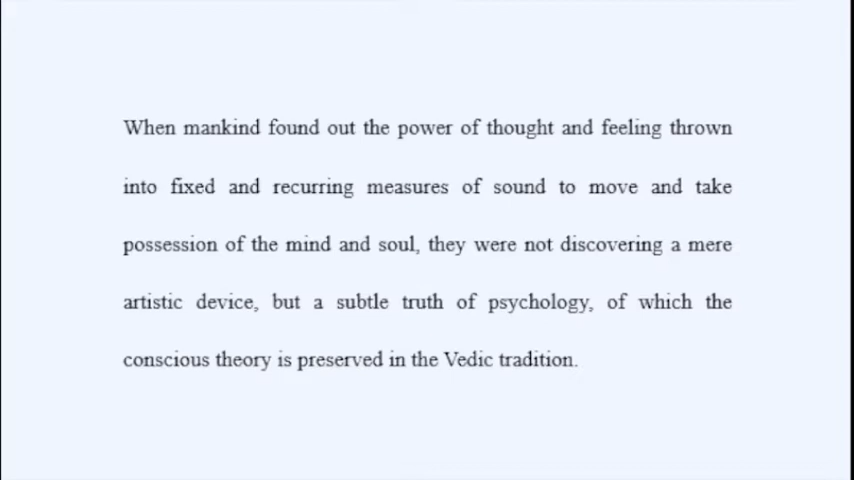 When mankind found out the power of thought and feeling thrown
into fixed and recurring measures of sound to move and take
possession of the mind and soul, they were not discovering a mere
artistic device, but a subtle truth of psychology, of which the
conscious theory is preserved in the Vedic tradition.